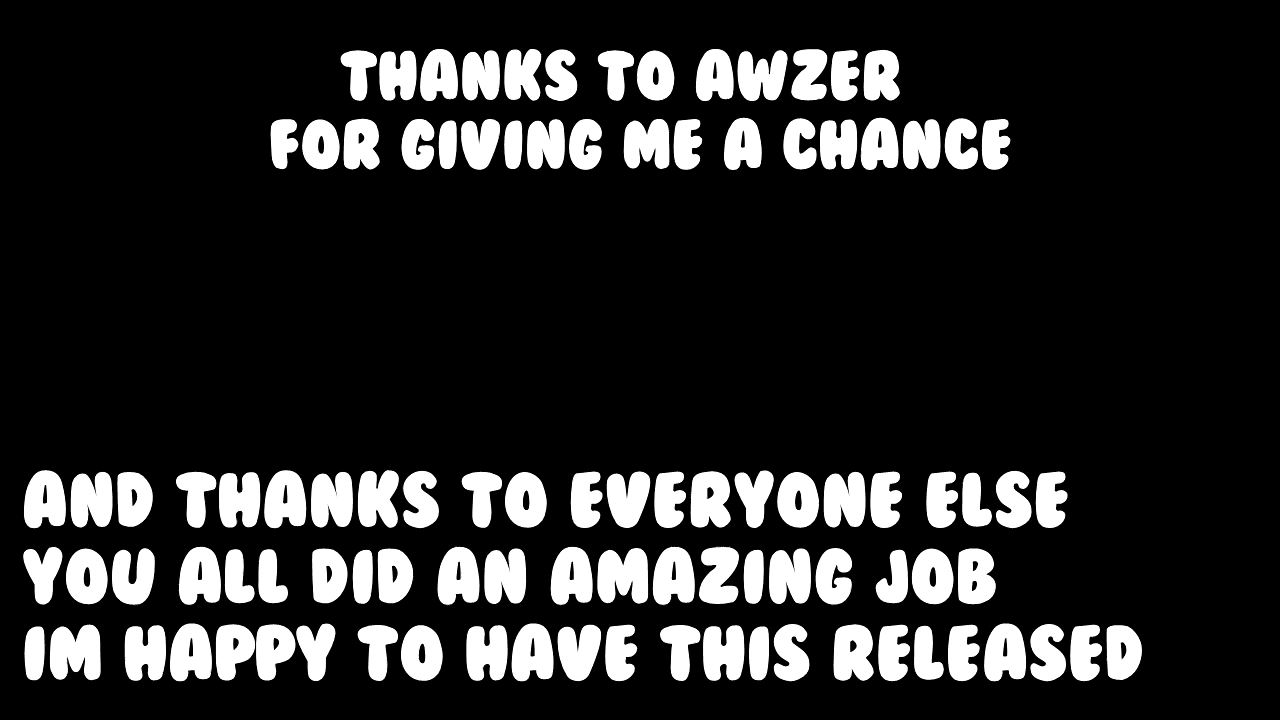 THANKS TO AWZER
FOR GIVING ME A CHANCE
AND THANKS TO EVERYONE ELSE
YOU ALL DID AN AMAZING JOB
IM HAPPY TO HAVE THIS RELEASED